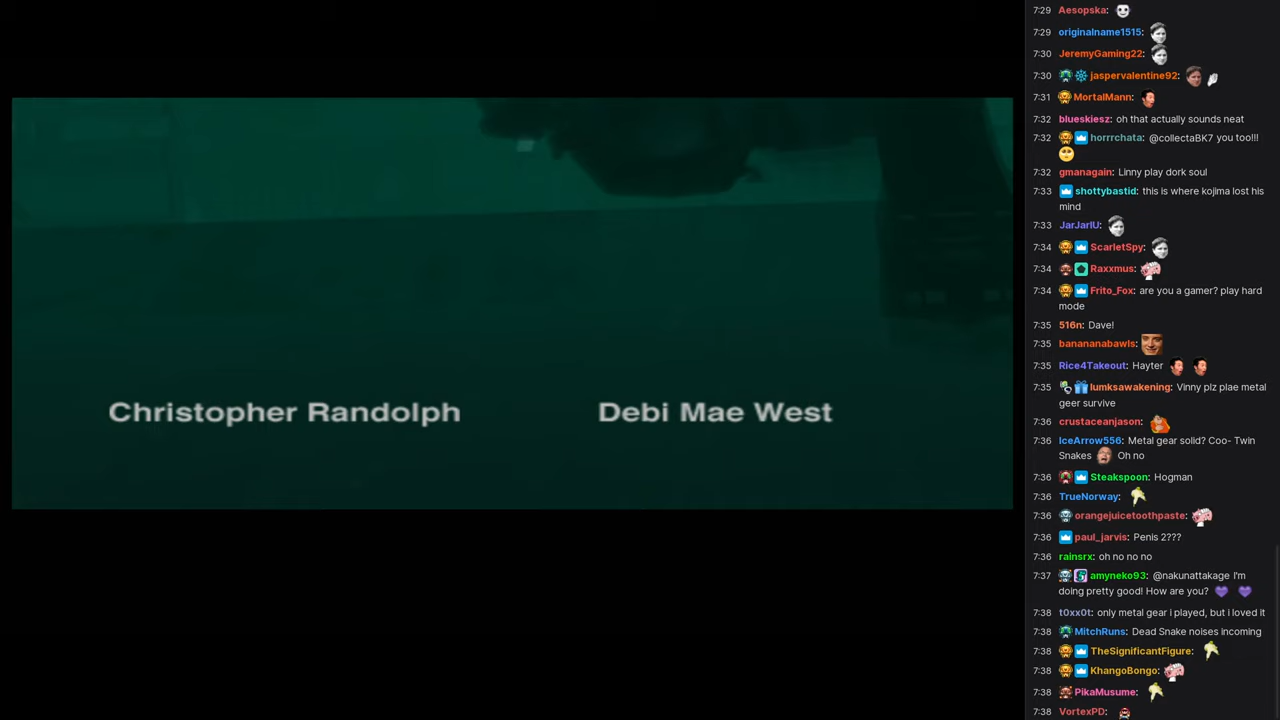 Christopher Randolph
Debi Mae West
7:29 Aesopska:
7:29 originalname1515:
7:30 JeremyGaming22:
7:30 jaspervalentine92:
7:31 MortalMann:
7:32 blueskiesz: oh that actually sounds neat
7:32 horrrchata: @collectaBK7 you too!!!
7:32 gmanagain: Linny play dork soul
7:33 shottybastid: this is where kojima lost his
mind
7:33 JarJarIU:
7:34 ScarletSpy:
7:34 Raxxmus:
7:34 Frito_Fox: are you a gamer? play hard
mode
7:35 516n: Dave!
7:35 banananabawls:
7:35 Rice4Takeout: Hayter
7:35 lumksawakening: Vinny plz plae metal
geer survive
7:36 crustaceanjason:
7:36 IceArrow556: Metal gear solid? Coo- Twin
Snakes Oh no
7:36 Steakspoon: Hogman
7:36 TrueNorway:
7:36 orangejuicetoothpaste:
7:36 paul_jarvis: Penis 2???
7:36 rainsrx: oh no no no
7:37 amyneko93: @nakunattakage I'm
doing pretty good! How are you?
7:38 t0xx0t: only metal gear i played, but i loved it
7:38 MitchRuns: Dead Snake noises incoming
7:38 TheSignificantFigure:
7:38 KhangoBongo:
7:38 PikaMusume:
7:38 VortexPD: